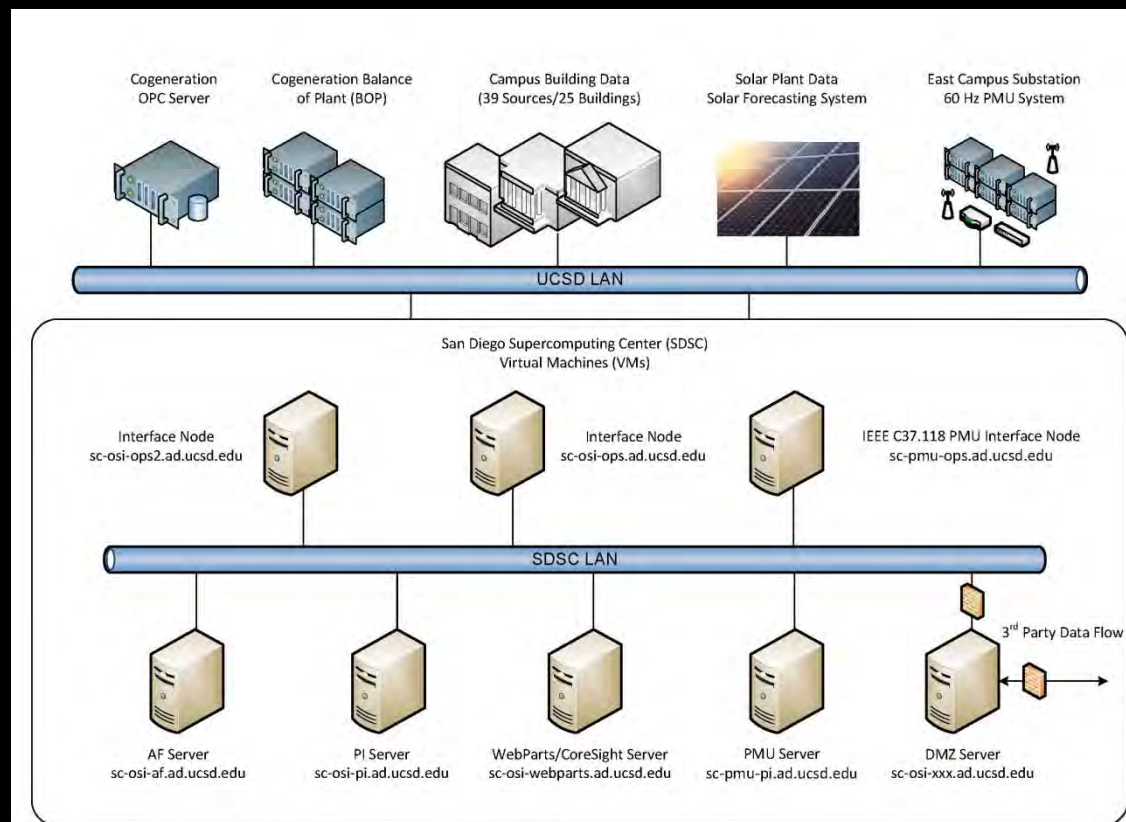 Cogeneration
OPC Server
Cogeneration Balance
of Plant (BOP)
Campus Building Data
(39 Sources/25 Buildings)
Solar Plant Data
Solar Forecasting System
East Campus Substation
60 Hz PMU System
UCSD LAN
San Diego Supercomputing Center (SDSC)
Virtual Machines (VMs)
Interface Node
sc-osi-ops2.ad.ucsd.edu
Interface Node
sc-osi-ops.ad.ucsd.edu
IEEE C37.118 PMU Interface Node
sc-pmu-ops.ad.ucsd.edu
SDSC LAN
3rd Party Data Flow
AF Server
sc-osi-af.ad.ucsd.edu
PI Server
sc-osi-pi.ad.ucsd.edu
WebParts/CoreSight Server
sc-osi-webparts.ad.ucsd.edu
PMU Server
sc-pmu-pi.ad.ucsd.edu
DMZ Server
sc-osi-xxx.ad.ucsd.edu